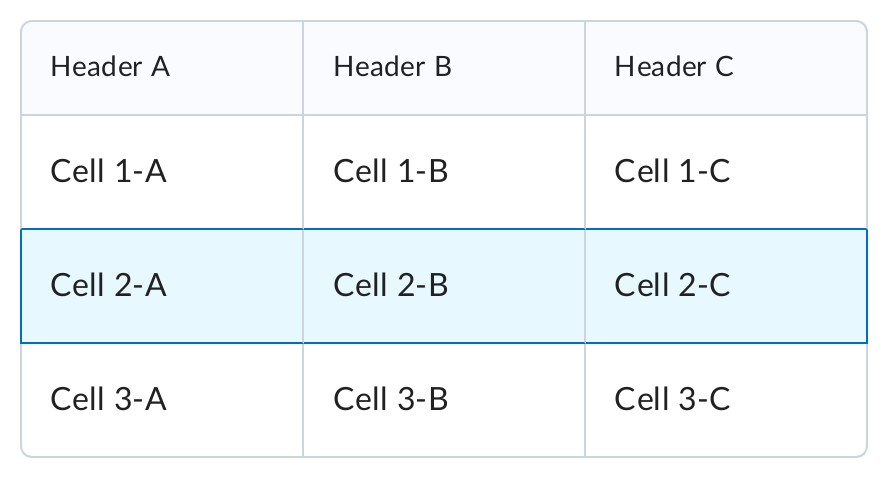 Header A Header B Header C
Cell 1-A Cell 1-B Cell 1-C
Cell 2-A Cell 2-B Cell 2-C
Cell 3-A Cell 3-B Cell 3-C